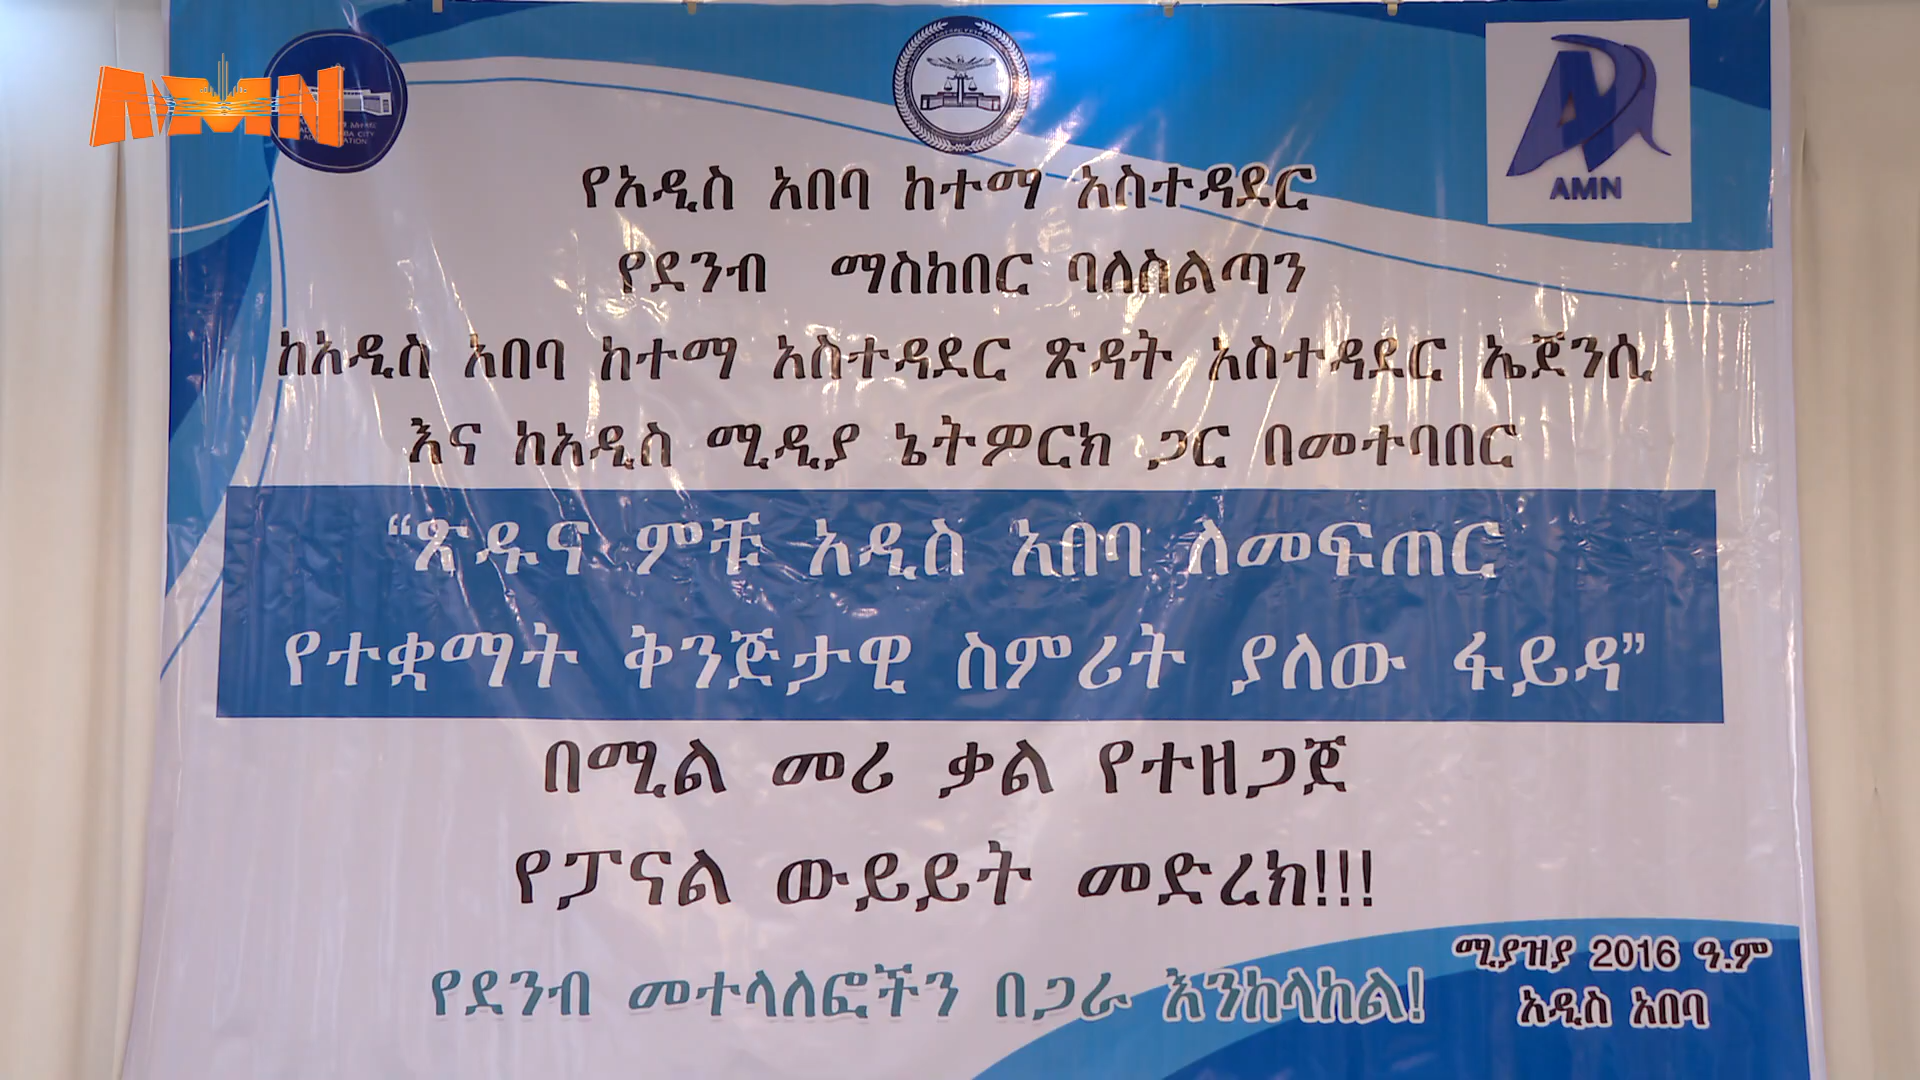 AMN
የአዲስ አበባ ከተማ አስተዳደር
የደንብ ማስከበር ባለስልጣን
ከአዲስ አበባ ከተማ አስተዳደር ጽዳት አስተዳደር ኤጀንሲ
እና ከአዲስ ሚዲያ ኔትዎርክ ጋር በመተባበር
“ጽዱና ምቹ አዲስ አበባ ለመፍጠር
የተቋማት ቅንጅታዊ ስምሪት ያለው ፋይዳ”
በሚል መሪ ቃል የተዘጋጀ
የፓናል ውይይት መድረክ!!!
የደንብ መተላለፎችን በጋራ እንከላከል!
ሚያዝያ 2016 ዓ.ም
አዲስ አበባ
AMN